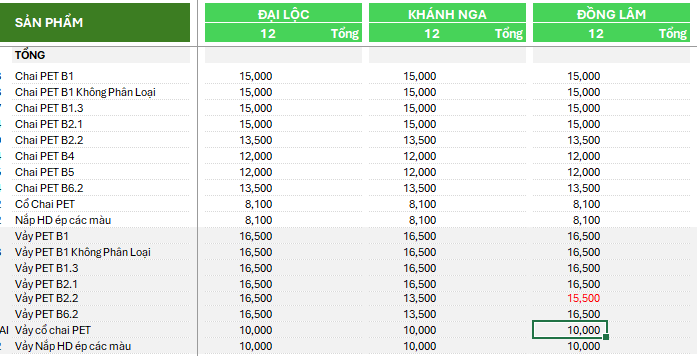 SẢN PHẨM ĐẠI LỘC KHÁNH NGA ĐỒNG LÂM
12 Tổng 12 Tổng 12 Tổng
TỔNG
Chai PET B1 15,000 15,000 15,000
Chai PET B1 Không Phân Loại 15,000 15,000 15,000
Chai PET B1.3 15,000 15,000 15,000
Chai PET B2.1 15,000 15,000 15,000
Chai PET B2.2 13,500 13,500 13,500
Chai PET B4 12,000 12,000 12,000
Chai PET B5 12,000 12,000 12,000
Chai PET B6.2 13,500 13,500 13,500
Cổ Chai PET 8,100 8,100 8,100
Nắp HD ép các màu 8,100 8,100 8,100
Vảy PET B1 16,500 16,500 16,500
Vảy PET B1 Không Phân Loại 16,500 16,500 16,500
Vảy PET B1.3 16,500 16,500 16,500
Vảy PET B2.1 16,500 16,500 16,500
Vảy PET B2.2 16,500 13,500 15,500
Vảy PET B6.2 16,500 16,500 16,500
AI Vảy cổ chai PET 10,000 10,000 10,000
Vảy Nắp HD ép các màu 10,000 10,000 10,000